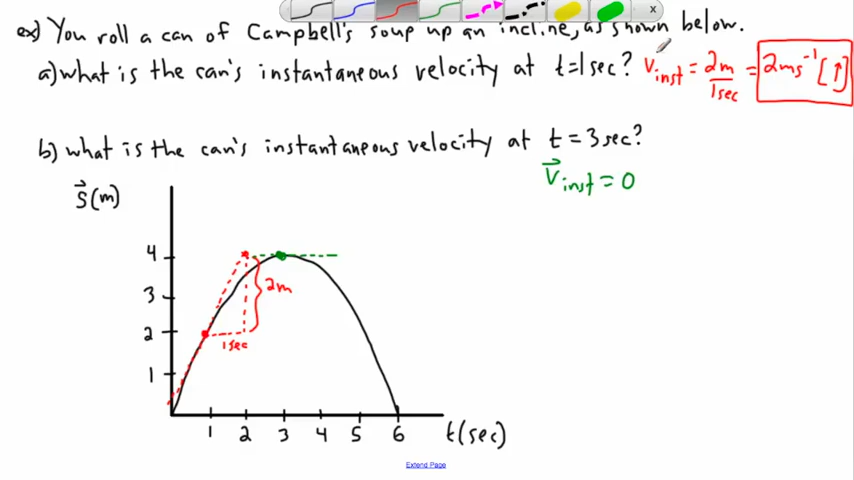 ex) You roll a can of Campbell's soup up an incline, as shown below.
a) what is the can's instantaneous velocity at t=1sec? Vinst = 2m/1sec = 2ms⁻¹ [↑]
b) what is the can's instantaneous velocity at t = 3sec?
v⃗inst = 0
s⃗(m)
4
3
2
1
2m
1sec
1 2 3 4 5 6 t(sec)
Extend Page
x